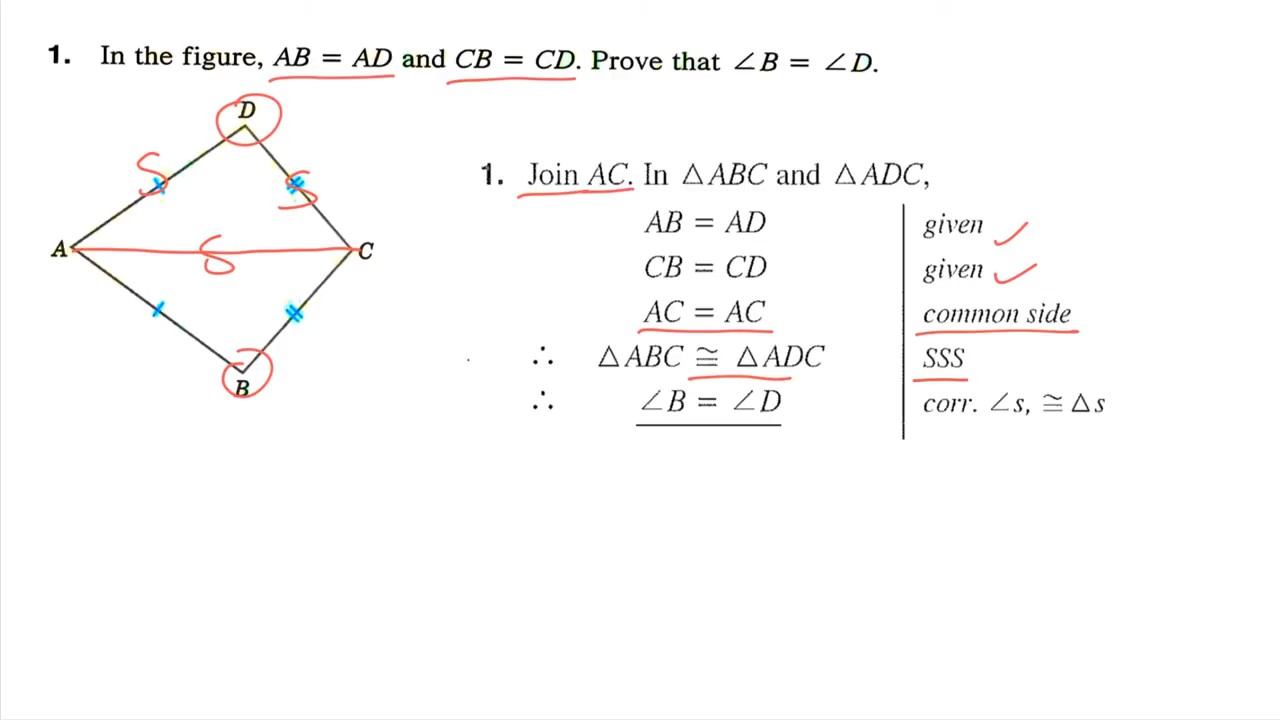 1. In the figure, AB = AD and CB = CD. Prove that ∠B = ∠D.
D
S S
A S C
B
1. Join AC. In △ABC and △ADC,
AB = AD given ✓
CB = CD given ✓
AC = AC common side
∴ △ABC ≅ △ADC SSS
∴ ∠B = ∠D corr. ∠s, ≅ △s